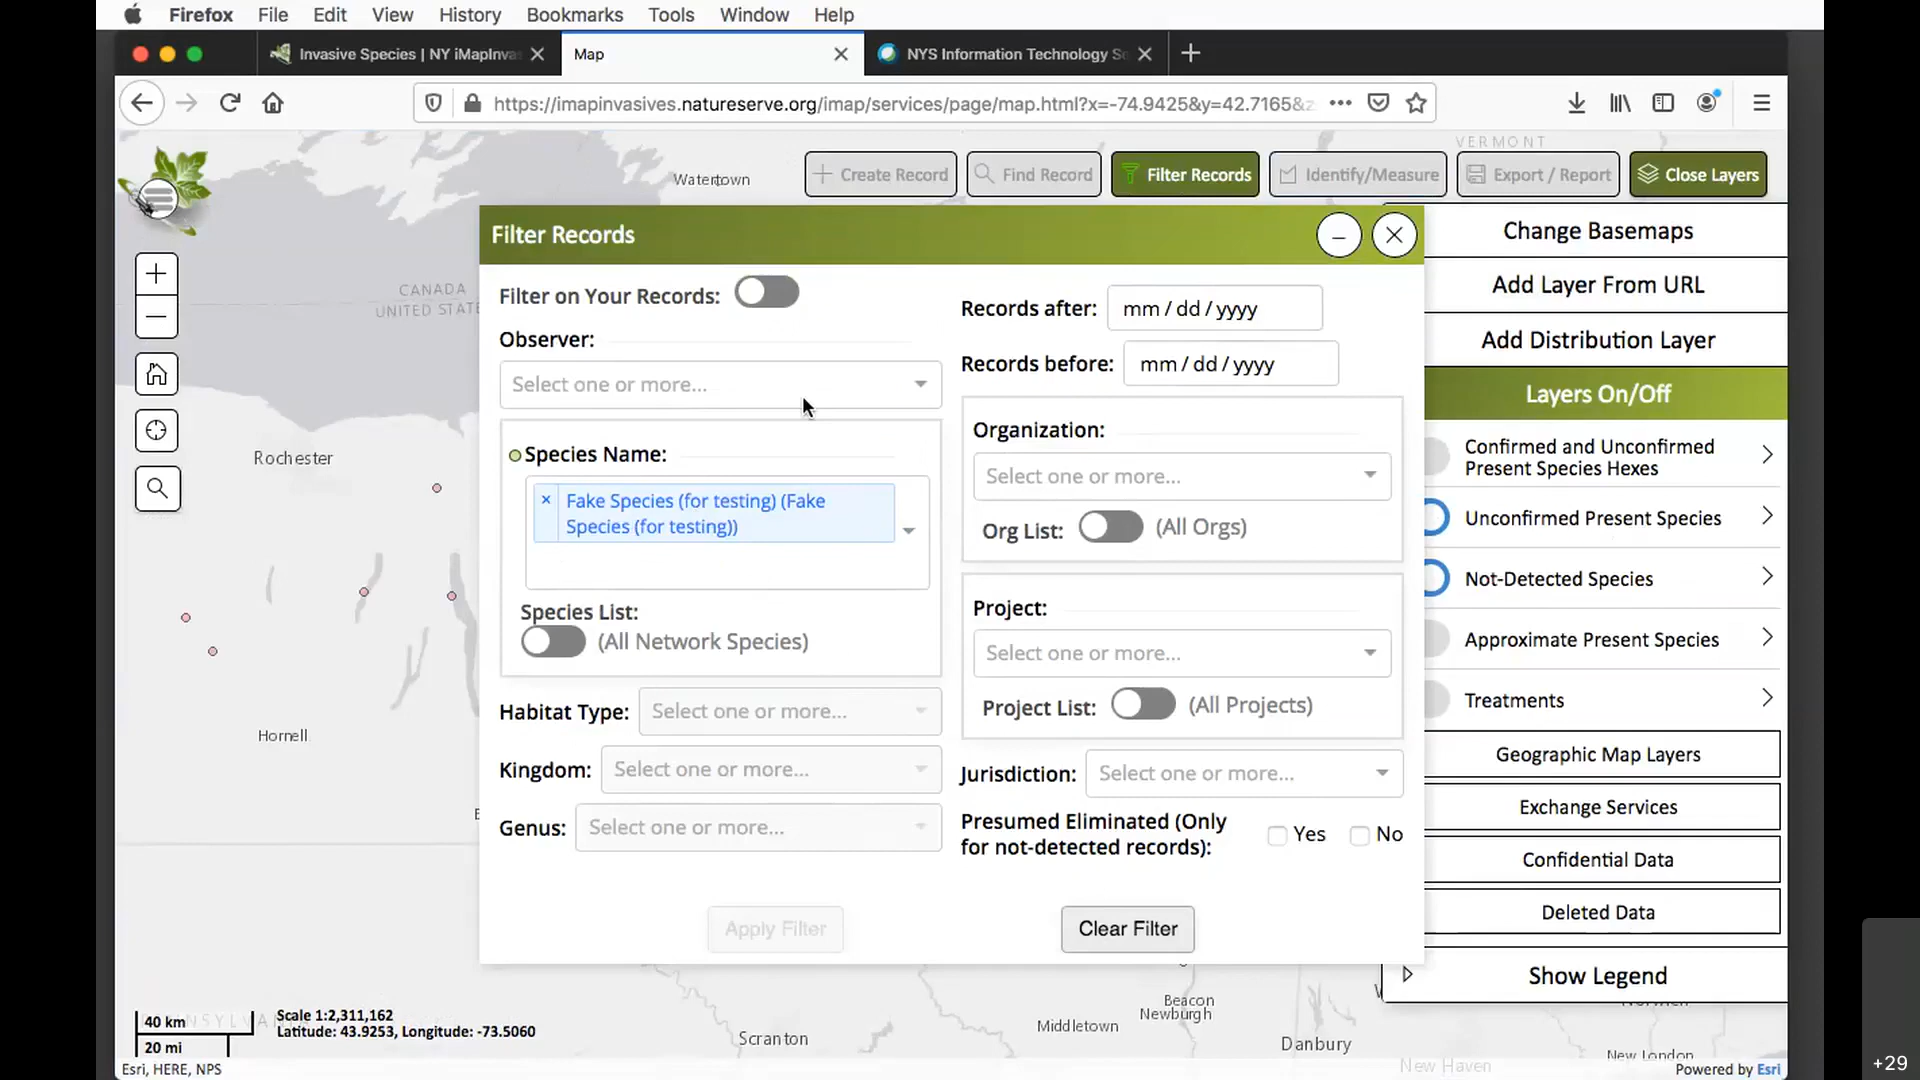 Firefox File Edit View History Bookmarks Tools Window Help
Invasive Species | NY iMapInva
Map
NYS Information Technology Se
https://imapinvasives.natureserve.org/imap/services/page/map.html?x=-74.9425&y=42.7165&z
VERMONT
Watertown
Create Record
Find Record
Filter Records
Identify/Measure
Export / Report
Close Layers
Filter Records
Change Basemaps
Add Layer From URL
Add Distribution Layer
Layers On/Off
Confirmed and Unconfirmed
Present Species Hexes
Unconfirmed Present Species
Not-Detected Species
Approximate Present Species
Treatments
Geographic Map Layers
Exchange Services
Confidential Data
Deleted Data
Show Legend
CANADA
UNITED STATE
Rochester
Hornell
Filter on Your Records:
Observer:
Select one or more...
Species Name:
× Fake Species (for testing) (Fake
Species (for testing))
Species List:
(All Network Species)
Habitat Type: Select one or more...
Kingdom: Select one or more...
Genus: Select one or more...
Records after: mm / dd / yyyy
Records before: mm / dd / yyyy
Organization:
Select one or more...
Org List: (All Orgs)
Project:
Select one or more...
Project List: (All Projects)
Jurisdiction: Select one or more...
Presumed Eliminated (Only
for not-detected records): Yes No
Apply Filter
Clear Filter
40 km
20 mi
NSYLVA
Scale 1:2,311,162
Latitude: 43.9253, Longitude: -73.5060
Scranton
Middletown
Beacon
Newburgh
Danbury
New Haven
New London
Esri, HERE, NPS
Powered by Esri
+29